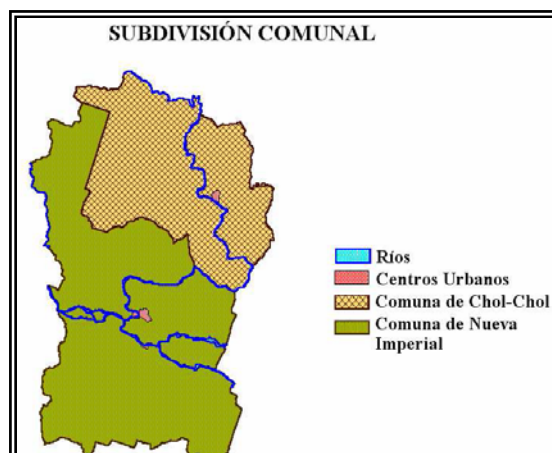 SUBDIVISIÓN COMUNAL
Ríos
Centros Urbanos
Comuna de Chol-Chol
Comuna de Nueva
Imperial